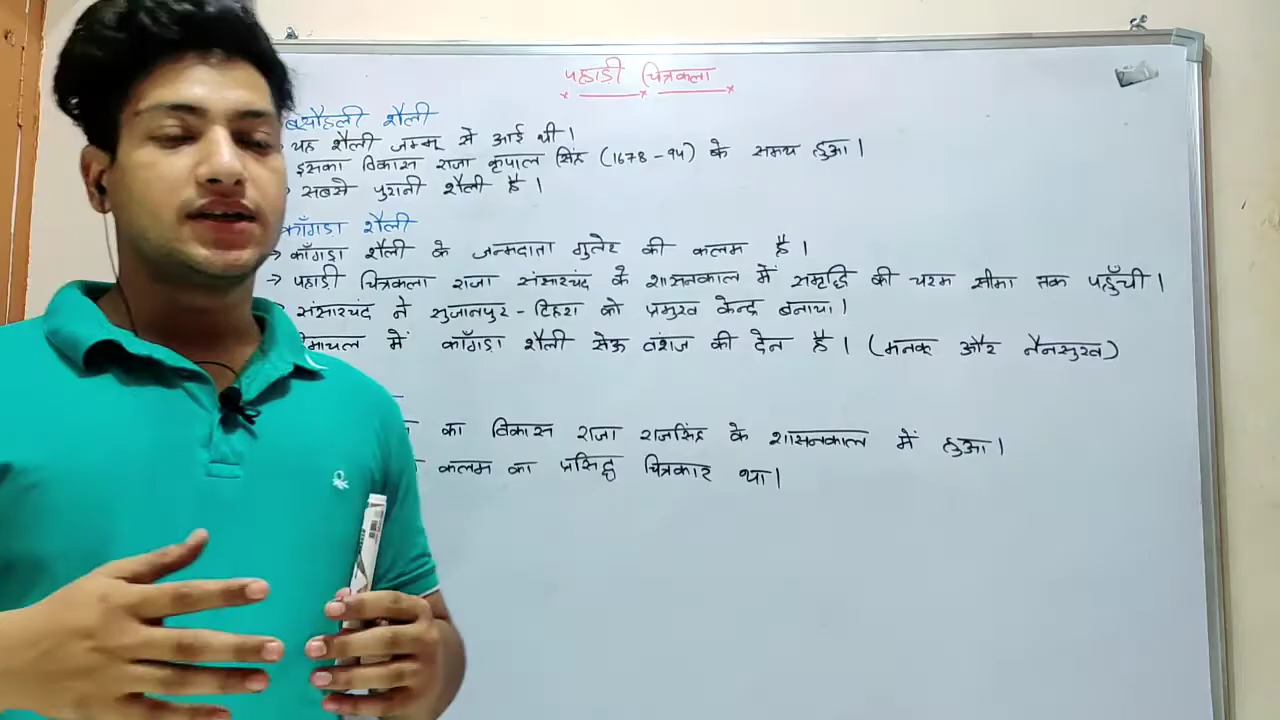 पहाडी चित्रकला
बसौहली शैली
यह शैली जम्मू से आई थी।
इसका विकास राजा कृपाल सिंह (1678-94) के समय हुआ।
सबसे पुरानी शैली है।
काँगडा शैली
→ काँगडा शैली के जन्मदाता गुलेर की कलम है।
→ पहाडी चित्रकला राजा संसारचंद के शासनकाल में समृद्धि की चरम सीमा तक पहुँची।
संसारचंद ने सुजानपुर-टिहरा को प्रमुख केन्द्र बनाया।
में काँगडा शैली सेऊ वंशज की देन है। (मनकू और नैनसुख)
का विकास राजा राजसिंह के शासनकाल में हुआ।
कलम का प्रसिद्ध चित्रकार था।